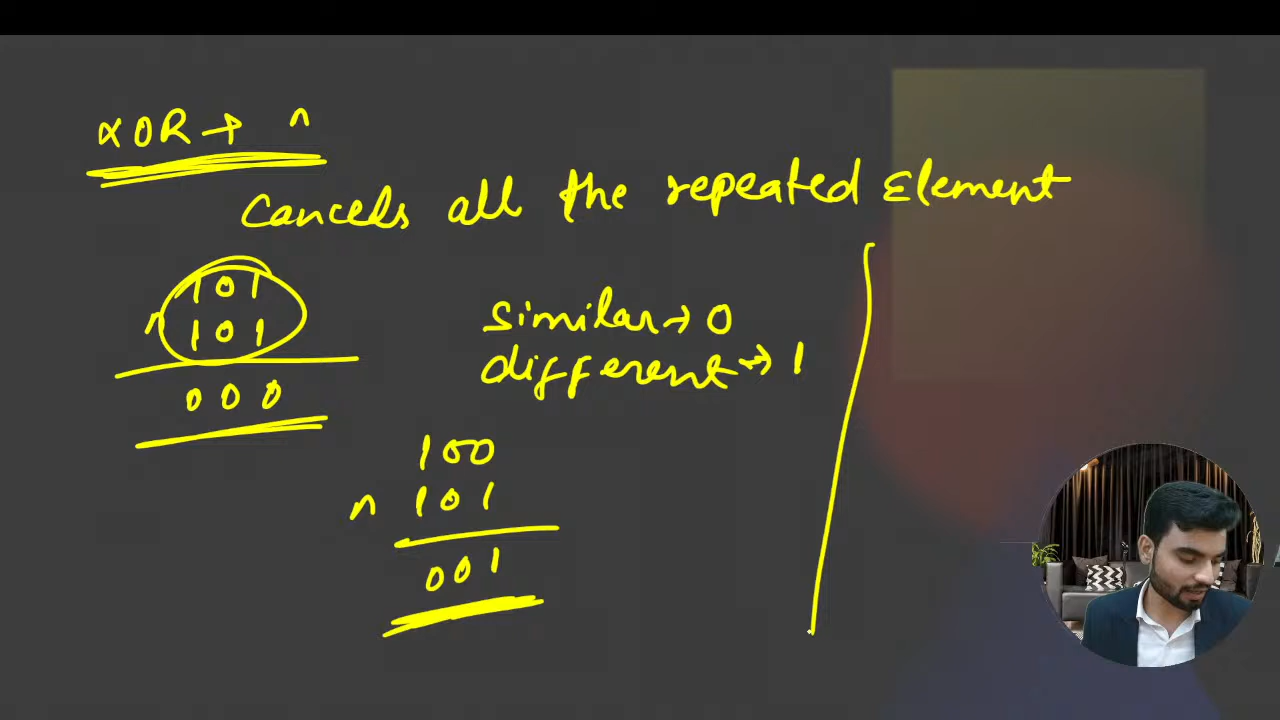 XOR → ^
Cancels all the repeated Element
101
^ 101
000
Similar → 0
different → 1
100
^ 101
001